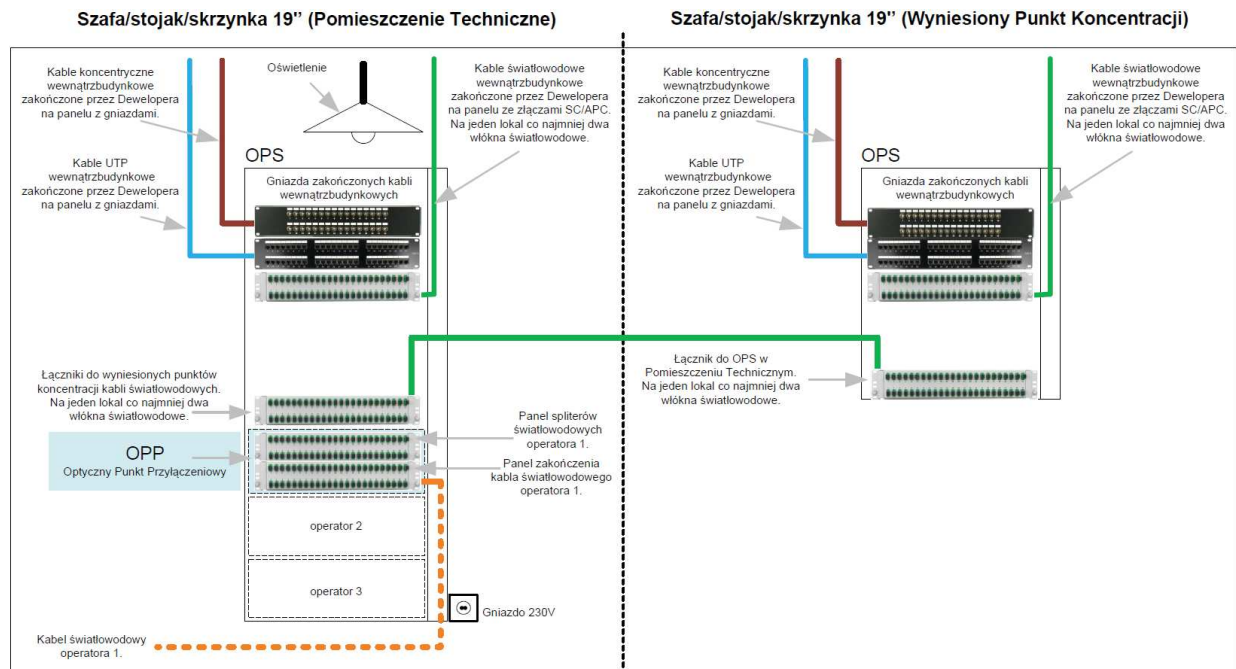 Szafa/stojak/skrzynka 19'' (Pomieszczenie Techniczne)
Szafa/stojak/skrzynka 19'' (Wyniesiony Punkt Koncentracji)
Kable koncentryczne
wewnątrzbudynkowe
zakończone przez Dewelopera
na panelu z gniazdami.
Oświetlenie
Kable światłowodowe
wewnątrzbudynkowe
zakończone przez Dewelopera
na panelu ze złączami SC/APC.
Na jeden lokal co najmniej dwa
włókna światłowodowe.
Kable UTP
wewnątrzbudynkowe
zakończone przez Dewelopera
na panelu z gniazdami.
OPS
Gniazda zakończonych kabli
wewnątrzbudynkowych
Łączniki do wyniesionych punktów
koncentracji kabli światłowodowych.
Na jeden lokal co najmniej dwa
włókna światłowodowe.
OPP
Optyczny Punkt Przyłączeniowy
Panel spliterów
światłowodowych
operatora 1.
Panel zakończenia
kabla światłowodowego
operatora 1.
operator 2
operator 3
Gniazdo 230V
Kabel światłowodowy
operatora 1.
Kable koncentryczne
wewnątrzbudynkowe
zakończone przez Dewelopera
na panelu z gniazdami.
Kable światłowodowe
wewnątrzbudynkowe
zakończone przez Dewelopera
na panelu ze złączami SC/APC.
Na jeden lokal co najmniej dwa
włókna światłowodowe.
Kable UTP
wewnątrzbudynkowe
zakończone przez Dewelopera
na panelu z gniazdami.
OPS
Gniazda zakończonych kabli
wewnątrzbudynkowych
Łącznik do OPS w
Pomieszczeniu Technicznym.
Na jeden lokal co najmniej dwa
włókna światłowodowe.